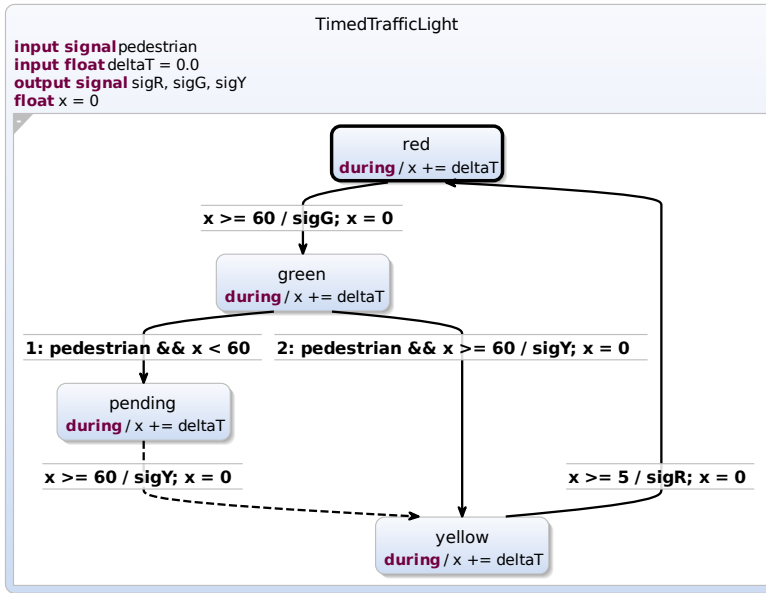 TimedTrafficLight
input signal pedestrian
input float deltaT = 0.0
output signal sigR, sigG, sigY
float x = 0
-
red
during / x += deltaT
x >= 60 / sigG; x = 0
green
during / x += deltaT
1: pedestrian && x < 60
2: pedestrian && x >= 60 / sigY; x = 0
pending
during / x += deltaT
x >= 60 / sigY; x = 0
x >= 5 / sigR; x = 0
yellow
during / x += deltaT